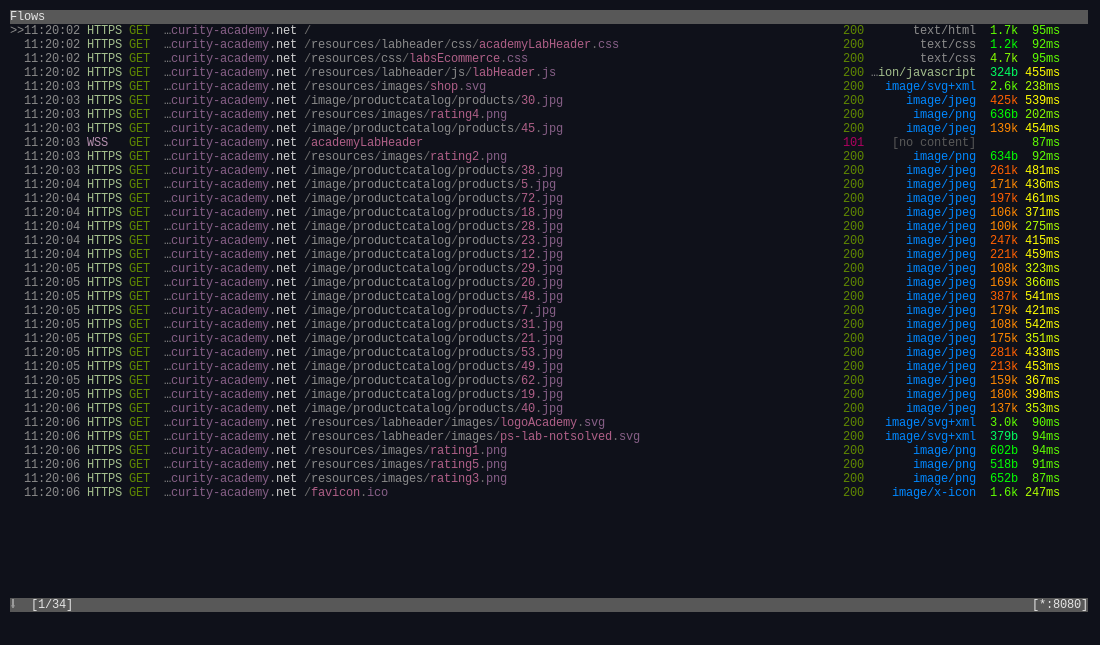 Flows
>>11:20:02 HTTPS GET …curity-academy.net / 200 text/html 1.7k 95ms
11:20:02 HTTPS GET …curity-academy.net /resources/labheader/css/academyLabHeader.css 200 text/css 1.2k 92ms
11:20:02 HTTPS GET …curity-academy.net /resources/css/labsEcommerce.css 200 text/css 4.7k 95ms
11:20:02 HTTPS GET …curity-academy.net /resources/labheader/js/labHeader.js 200 …ion/javascript 324b 455ms
11:20:03 HTTPS GET …curity-academy.net /resources/images/shop.svg 200 image/svg+xml 2.6k 238ms
11:20:03 HTTPS GET …curity-academy.net /image/productcatalog/products/30.jpg 200 image/jpeg 425k 539ms
11:20:03 HTTPS GET …curity-academy.net /resources/images/rating4.png 200 image/png 636b 202ms
11:20:03 HTTPS GET …curity-academy.net /image/productcatalog/products/45.jpg 200 image/jpeg 139k 454ms
11:20:03 WSS GET …curity-academy.net /academyLabHeader 101 [no content] 87ms
11:20:03 HTTPS GET …curity-academy.net /resources/images/rating2.png 200 image/png 634b 92ms
11:20:03 HTTPS GET …curity-academy.net /image/productcatalog/products/38.jpg 200 image/jpeg 261k 481ms
11:20:04 HTTPS GET …curity-academy.net /image/productcatalog/products/5.jpg 200 image/jpeg 171k 436ms
11:20:04 HTTPS GET …curity-academy.net /image/productcatalog/products/72.jpg 200 image/jpeg 197k 461ms
11:20:04 HTTPS GET …curity-academy.net /image/productcatalog/products/18.jpg 200 image/jpeg 106k 371ms
11:20:04 HTTPS GET …curity-academy.net /image/productcatalog/products/28.jpg 200 image/jpeg 100k 275ms
11:20:04 HTTPS GET …curity-academy.net /image/productcatalog/products/23.jpg 200 image/jpeg 247k 415ms
11:20:04 HTTPS GET …curity-academy.net /image/productcatalog/products/12.jpg 200 image/jpeg 221k 459ms
11:20:05 HTTPS GET …curity-academy.net /image/productcatalog/products/29.jpg 200 image/jpeg 108k 323ms
11:20:05 HTTPS GET …curity-academy.net /image/productcatalog/products/20.jpg 200 image/jpeg 169k 366ms
11:20:05 HTTPS GET …curity-academy.net /image/productcatalog/products/48.jpg 200 image/jpeg 387k 541ms
11:20:05 HTTPS GET …curity-academy.net /image/productcatalog/products/7.jpg 200 image/jpeg 179k 421ms
11:20:05 HTTPS GET …curity-academy.net /image/productcatalog/products/31.jpg 200 image/jpeg 108k 542ms
11:20:05 HTTPS GET …curity-academy.net /image/productcatalog/products/21.jpg 200 image/jpeg 175k 351ms
11:20:05 HTTPS GET …curity-academy.net /image/productcatalog/products/53.jpg 200 image/jpeg 281k 433ms
11:20:05 HTTPS GET …curity-academy.net /image/productcatalog/products/49.jpg 200 image/jpeg 213k 453ms
11:20:05 HTTPS GET …curity-academy.net /image/productcatalog/products/62.jpg 200 image/jpeg 159k 367ms
11:20:05 HTTPS GET …curity-academy.net /image/productcatalog/products/19.jpg 200 image/jpeg 180k 398ms
11:20:06 HTTPS GET …curity-academy.net /image/productcatalog/products/40.jpg 200 image/jpeg 137k 353ms
11:20:06 HTTPS GET …curity-academy.net /resources/labheader/images/logoAcademy.svg 200 image/svg+xml 3.0k 90ms
11:20:06 HTTPS GET …curity-academy.net /resources/labheader/images/ps-lab-notsolved.svg 200 image/svg+xml 379b 94ms
11:20:06 HTTPS GET …curity-academy.net /resources/images/rating1.png 200 image/png 602b 94ms
11:20:06 HTTPS GET …curity-academy.net /resources/images/rating5.png 200 image/png 518b 91ms
11:20:06 HTTPS GET …curity-academy.net /resources/images/rating3.png 200 image/png 652b 87ms
11:20:06 HTTPS GET …curity-academy.net /favicon.ico 200 image/x-icon 1.6k 247ms
⇩ [1/34] [*:8080]